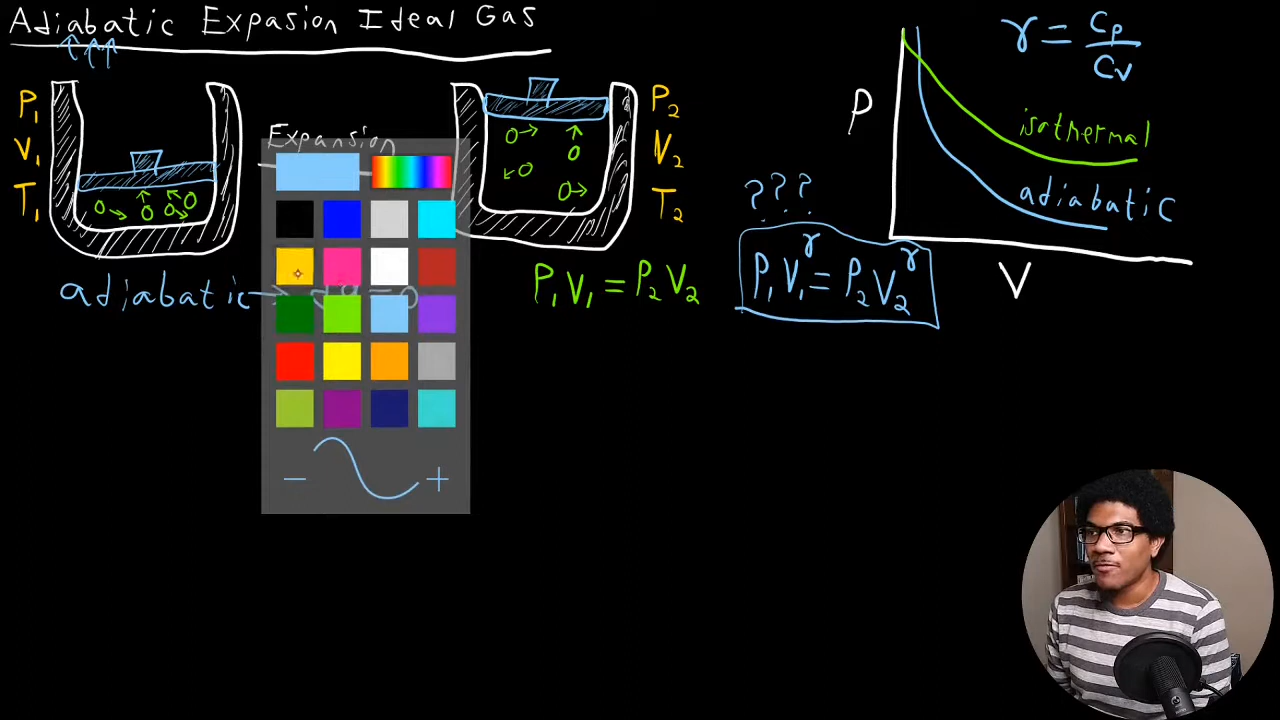 Adiabatic Expasion Ideal Gas
γ = Cp/Cv
P₁
V₁
T₁
Expansion
P₂
V₂
T₂
P
isothermal
adiabatic
V
adiabatic → q = 0
P₁V₁ = P₂V₂
? ? ?
P₁V₁^γ = P₂V₂^γ
− +